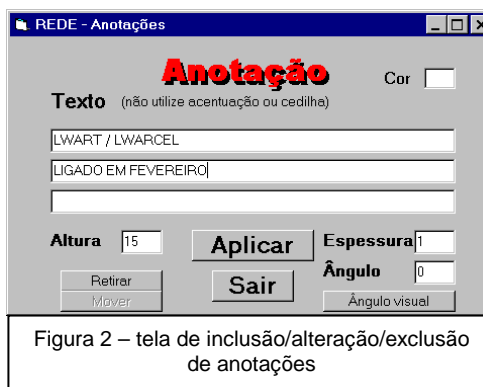 REDE - Anotações
Anotação
Cor
Texto (não utilize acentuação ou cedilha)
LWART / LWARCEL
LIGADO EM FEVEREIRO
Altura 15
Aplicar
Espessura 1
Retirar
Sair
Ângulo 0
Mover
Ângulo visual
Figura 2 – tela de inclusão/alteração/exclusão
de anotações